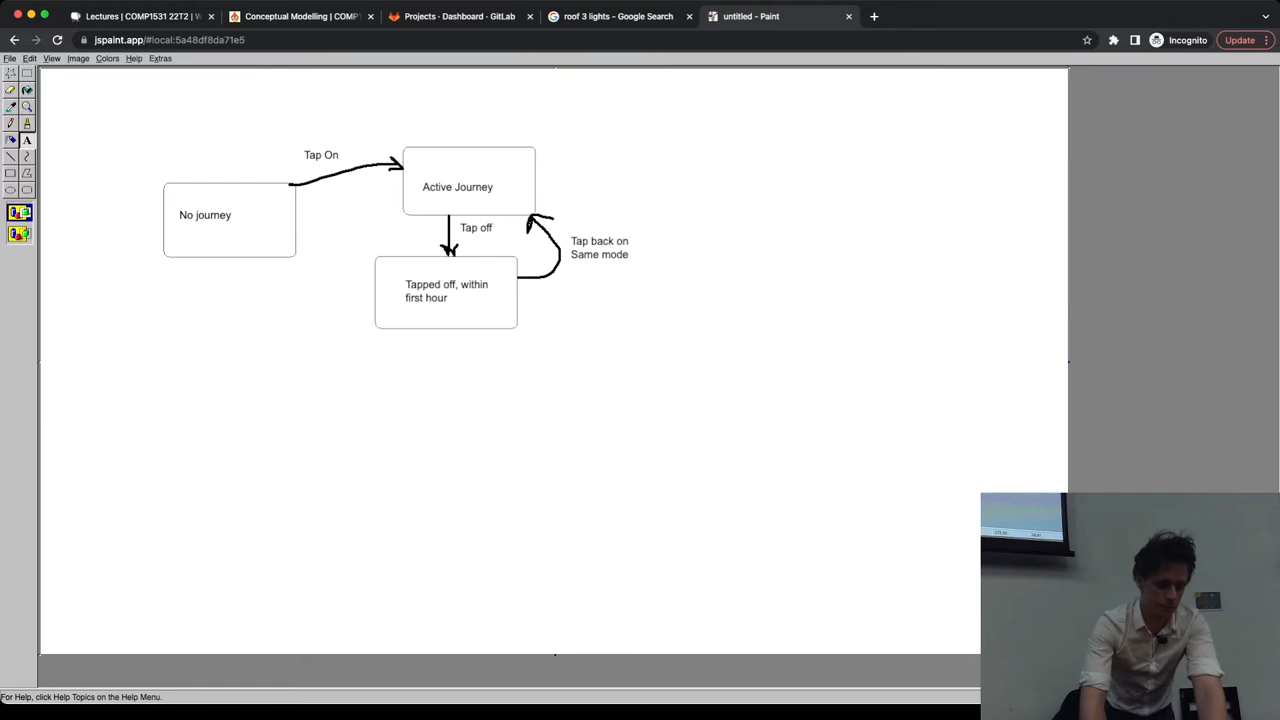 Lectures | COMP1531 22T2 | W
Conceptual Modelling | COMP1
Projects · Dashboard · GitLab
roof 3 lights - Google Search
untitled - Paint
jspaint.app/#local:5a48df8da71e5
Incognito
Update
File Edit View Image Colors Help Extras
A
Tap On
Active Journey
No journey
Tap off
Tap back on
Same mode
Tapped off, within
first hour
For Help, click Help Topics on the Help Menu.